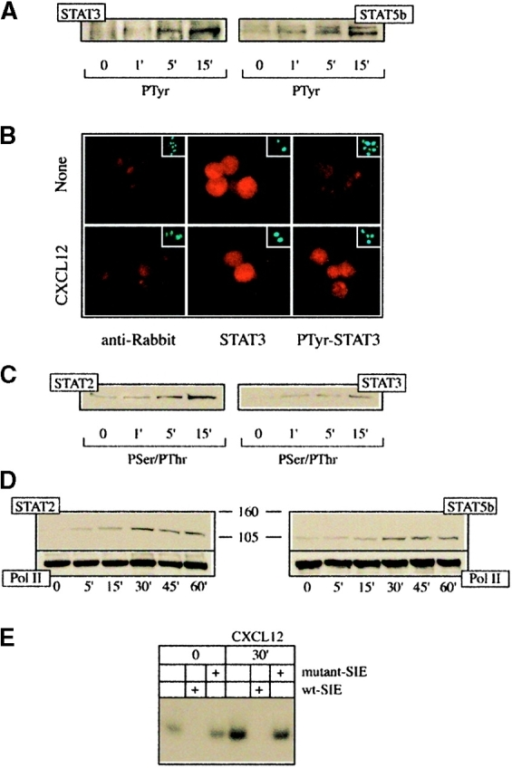 A
STAT3 STAT5b
0 1' 5' 15' 0 1' 5' 15'
PTyr PTyr
B
None
CXCL12
anti-Rabbit STAT3 PTyr-STAT3
C
STAT2 STAT3
0 1' 5' 15' 0 1' 5' 15'
PSer/PThr PSer/PThr
D
STAT2 — 160 — STAT5b
— 105 —
Pol II Pol II
0 5' 15' 30' 45' 60' 0 5' 15' 30' 45' 60'
E
CXCL12
0 30'
+ + mutant-SIE
+ + wt-SIE